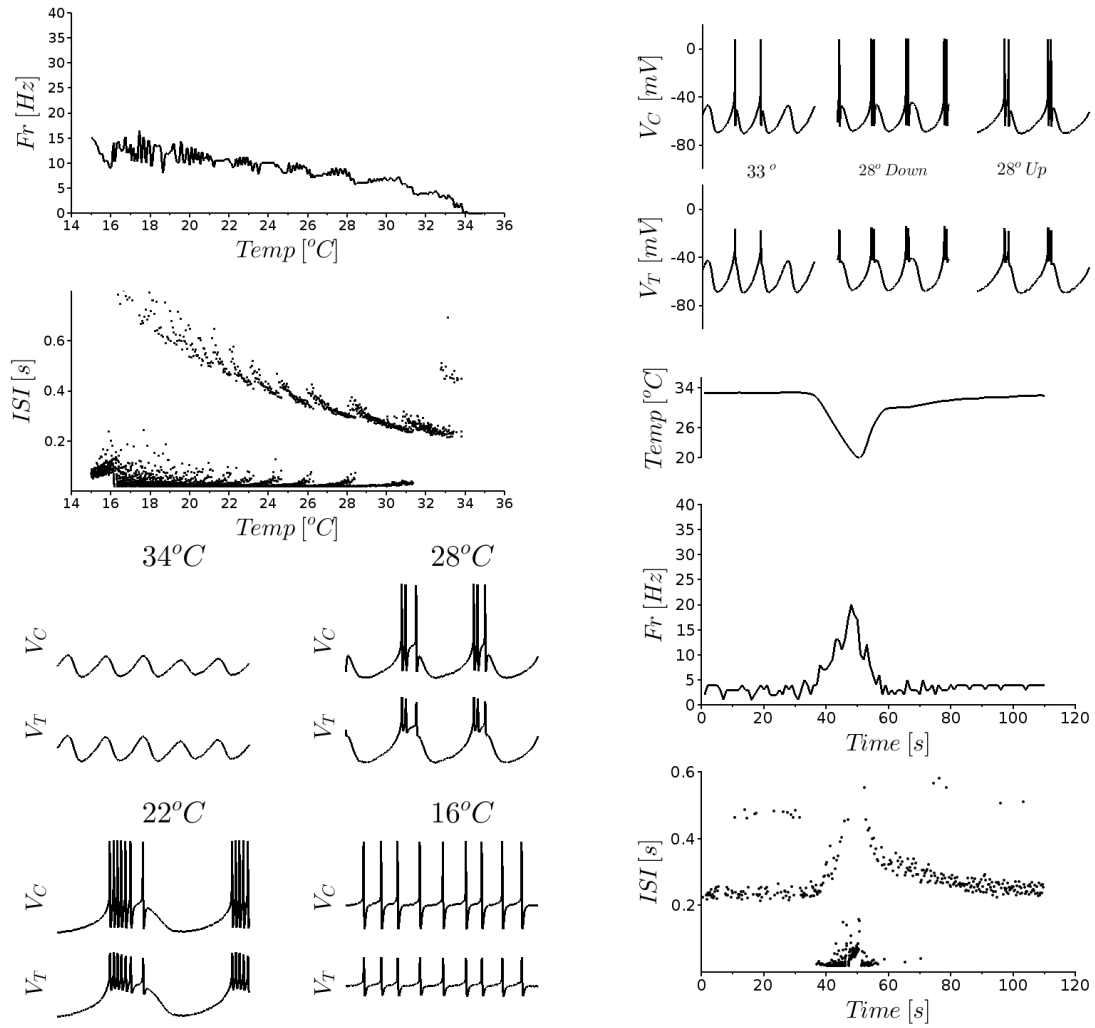 40
35
30
25
20
15
10
5
0
Fr [Hz]
14 16 18 20 22 24 26 28 30 32 34 36
Temp [°C]
0.6
0.4
0.2
ISI [s]
14 16 18 20 22 24 26 28 30 32 34 36
Temp [°C]
34°C 28°C
V_C V_C
V_T V_T
22°C 16°C
V_C V_C
V_T V_T
0
-40
-80
V_C [mV]
33 ° 28° Down 28° Up
0
-40
-80
V_T [mV]
34
26
20
Temp [°C]
40
35
30
25
20
15
10
5
0
Fr [Hz]
0 20 40 60 80 100 120
Time [s]
0.6
0.4
0.2
ISI [s]
0 20 40 60 80 100 120
Time [s]